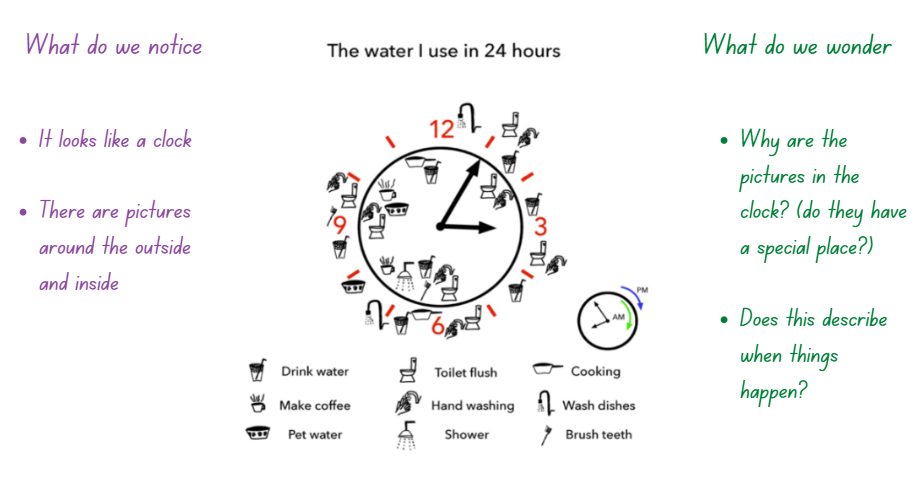 What do we notice
• It looks like a clock
• There are pictures
around the outside
and inside
The water I use in 24 hours
12
9
3
6
PM
AM
Drink water
Toilet flush
Cooking
Make coffee
Hand washing
Wash dishes
Pet water
Shower
Brush teeth
What do we wonder
• Why are the
pictures in the
clock? (do they have
a special place?)
• Does this describe
when things
happen?